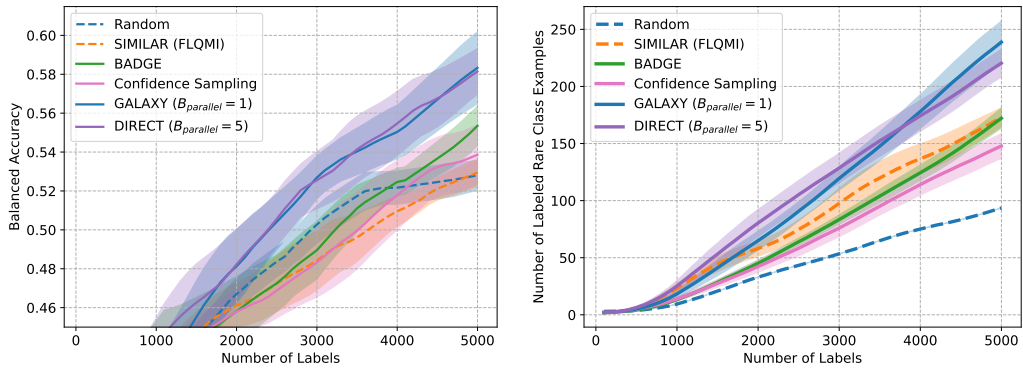 0.60
0.58
0.56
0.54
0.52
0.50
0.48
0.46
Balanced Accuracy
Random
SIMILAR (FLQMI)
BADGE
Confidence Sampling
GALAXY (B_parallel = 1)
DIRECT (B_parallel = 5)
0 1000 2000 3000 4000 5000
Number of Labels
250
200
150
100
50
0
Number of Labeled Rare Class Examples
Random
SIMILAR (FLQMI)
BADGE
Confidence Sampling
GALAXY (B_parallel = 1)
DIRECT (B_parallel = 5)
0 1000 2000 3000 4000 5000
Number of Labels